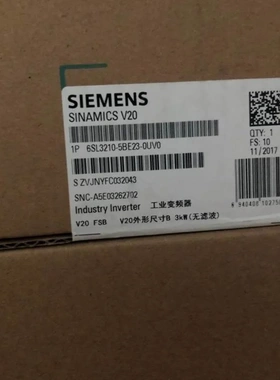 SIEMENS
SINAMICS V20
QTY: 1
1P 6SL3210-5BE23-0UV0
FS: 10
11/2017
S ZVJNYFC032043
SNC-A5E03262702
Industry Inverter 工业变频器
V20 FSB V20外形尺寸B 3kW(无滤波)